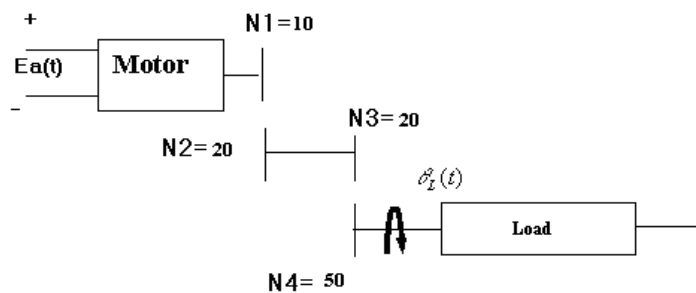 +
N1=10
Ea(t)
Motor
-
N3= 20
N2= 20
θL(t)
Load
N4= 50